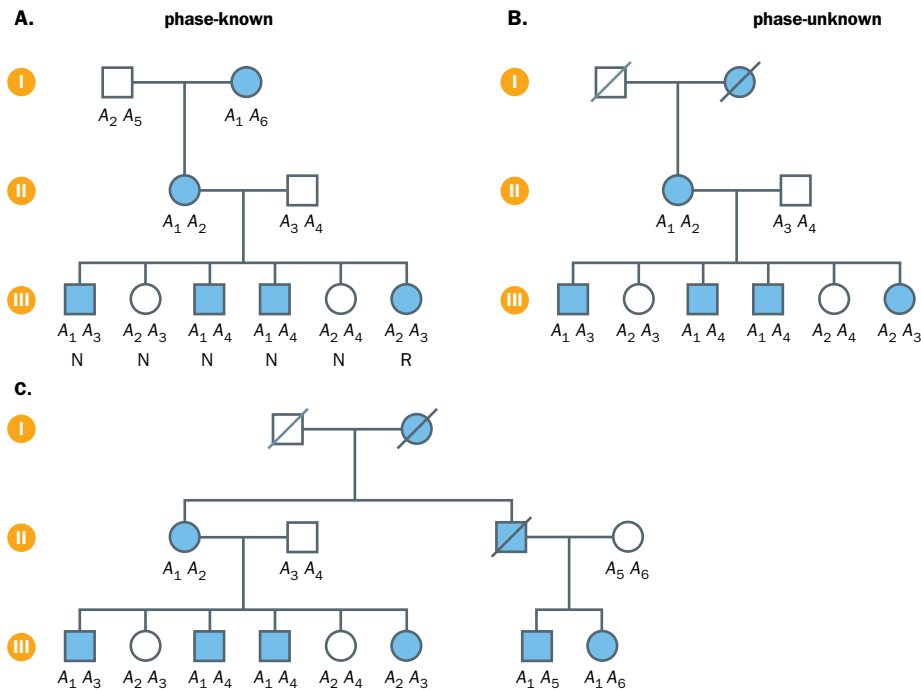 A. phase-known
B. phase-unknown
I
A2 A5 A1 A6
I
II
A1 A2 A3 A4
II
A1 A2 A3 A4
III
A1 A3 A2 A3 A1 A4 A1 A4 A2 A4 A2 A3
N N N N N R
III
A1 A3 A2 A3 A1 A4 A1 A4 A2 A4 A2 A3
C.
I
II
A1 A2 A3 A4 A5 A6
III
A1 A3 A2 A3 A1 A4 A1 A4 A2 A4 A2 A3 A1 A5 A1 A6